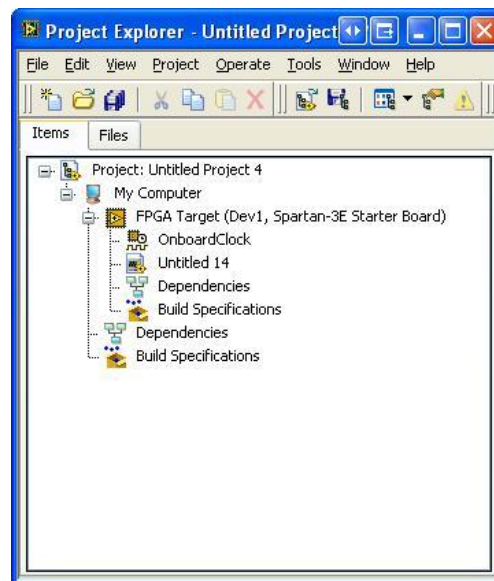 Project Explorer - Untitled Project
File Edit View Project Operate Tools Window Help
Items Files
Project: Untitled Project 4
My Computer
FPGA Target (Dev1, Spartan-3E Starter Board)
OnboardClock
Untitled 14
Dependencies
Build Specifications
Dependencies
Build Specifications